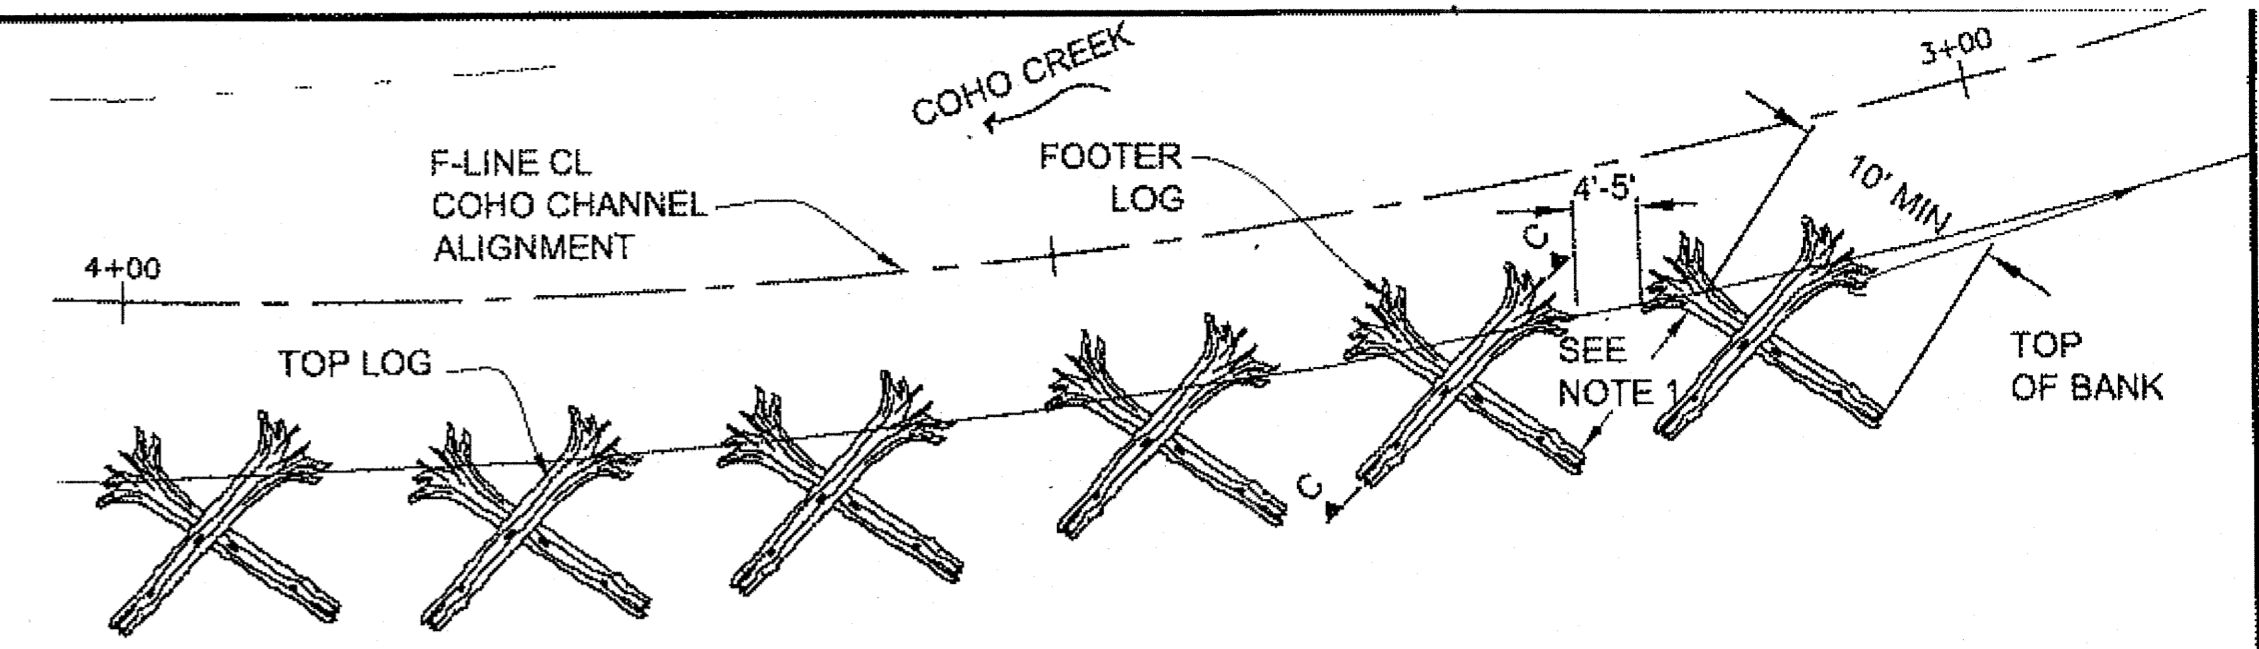 COHO CREEK
3+00
F-LINE CL
COHO CHANNEL
ALIGNMENT
FOOTER
LOG
4'-5'
10' MIN
C
4+00
TOP LOG
SEE
NOTE 1
TOP
OF BANK
C